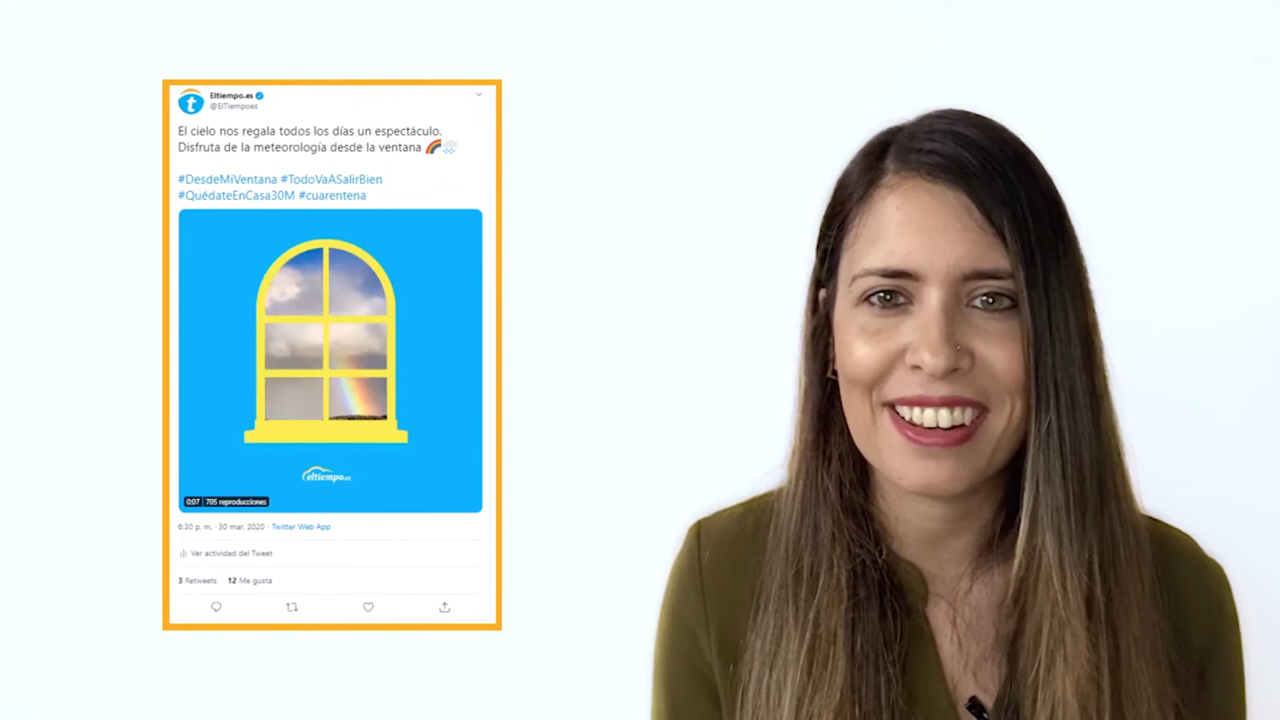 Eltiempo.es
@ElTiempoes
El cielo nos regala todos los días un espectáculo.
Disfruta de la meteorología desde la ventana 🌈🌨
#DesdeMiVentana #TodoVaASalirBien
#QuédateEnCasa30M #cuarentena
eltiempo.es
0:07 705 reproducciones
6:30 p. m. · 30 mar. 2020 · Twitter Web App
Ver actividad del Tweet
3 Retweets 12 Me gusta